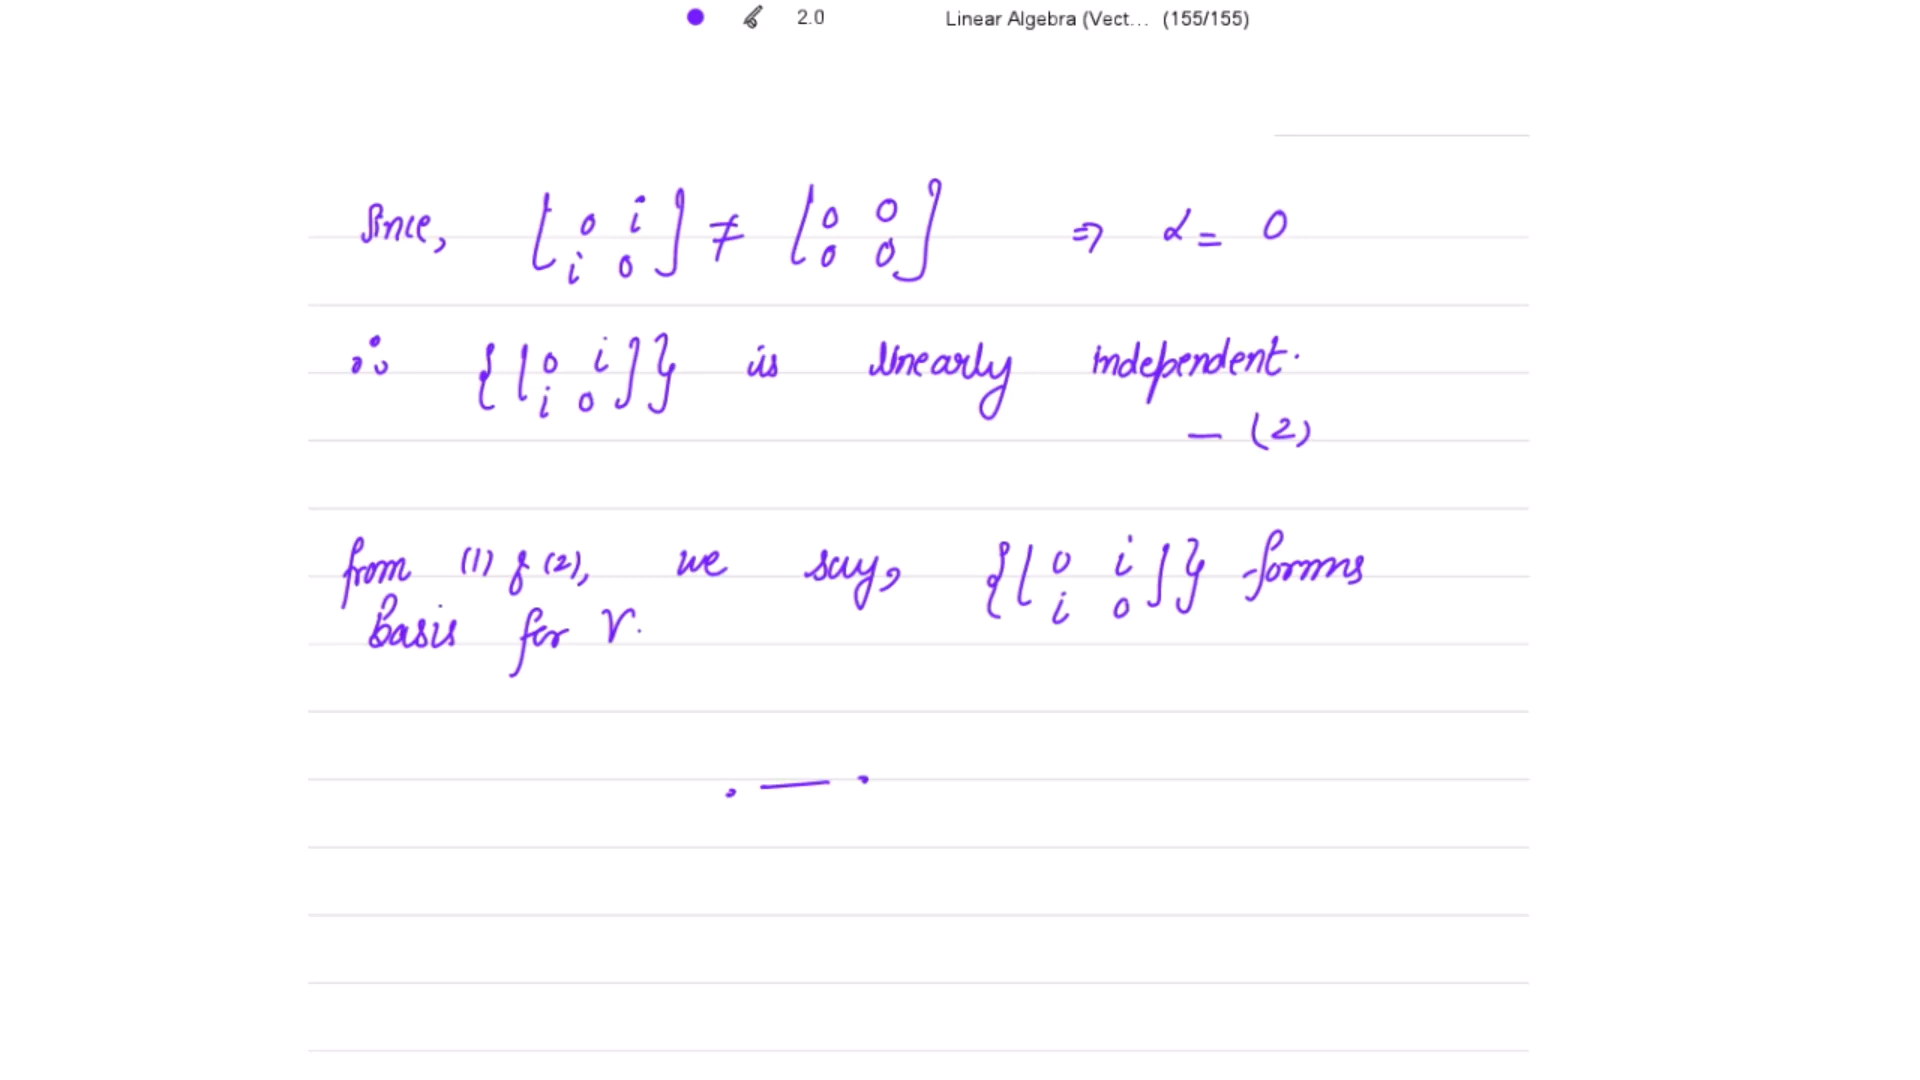 2.0 Linear Algebra (Vect... (155/155)
Since, [0 i
i 0] ≠ [0 0
0 0] ⇒ α = 0
∴ {[0 i
i 0]} is linearly independent.
— (2)
from (1) & (2), we say, {[0 i
i 0]} forms
Basis for V.